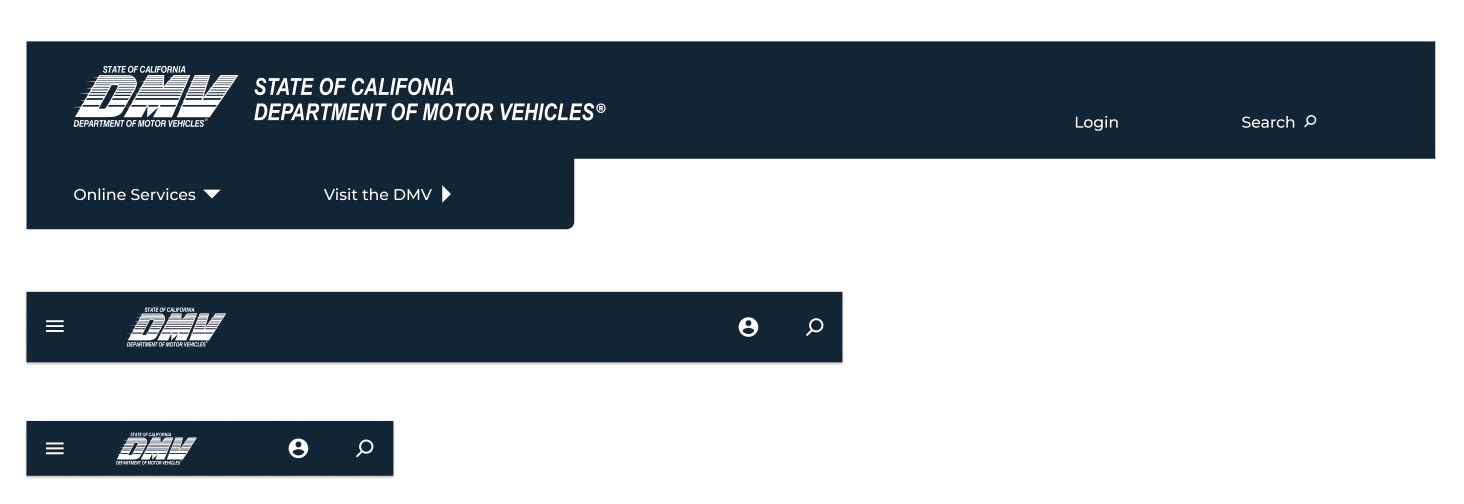 STATE OF CALIFORNIA
DMV
DEPARTMENT OF MOTOR VEHICLES
STATE OF CALIFONIA
DEPARTMENT OF MOTOR VEHICLES®
Login
Search
Online Services
Visit the DMV
STATE OF CALIFORNIA
DMV
DEPARTMENT OF MOTOR VEHICLES
STATE OF CALIFORNIA
DMV
DEPARTMENT OF MOTOR VEHICLES